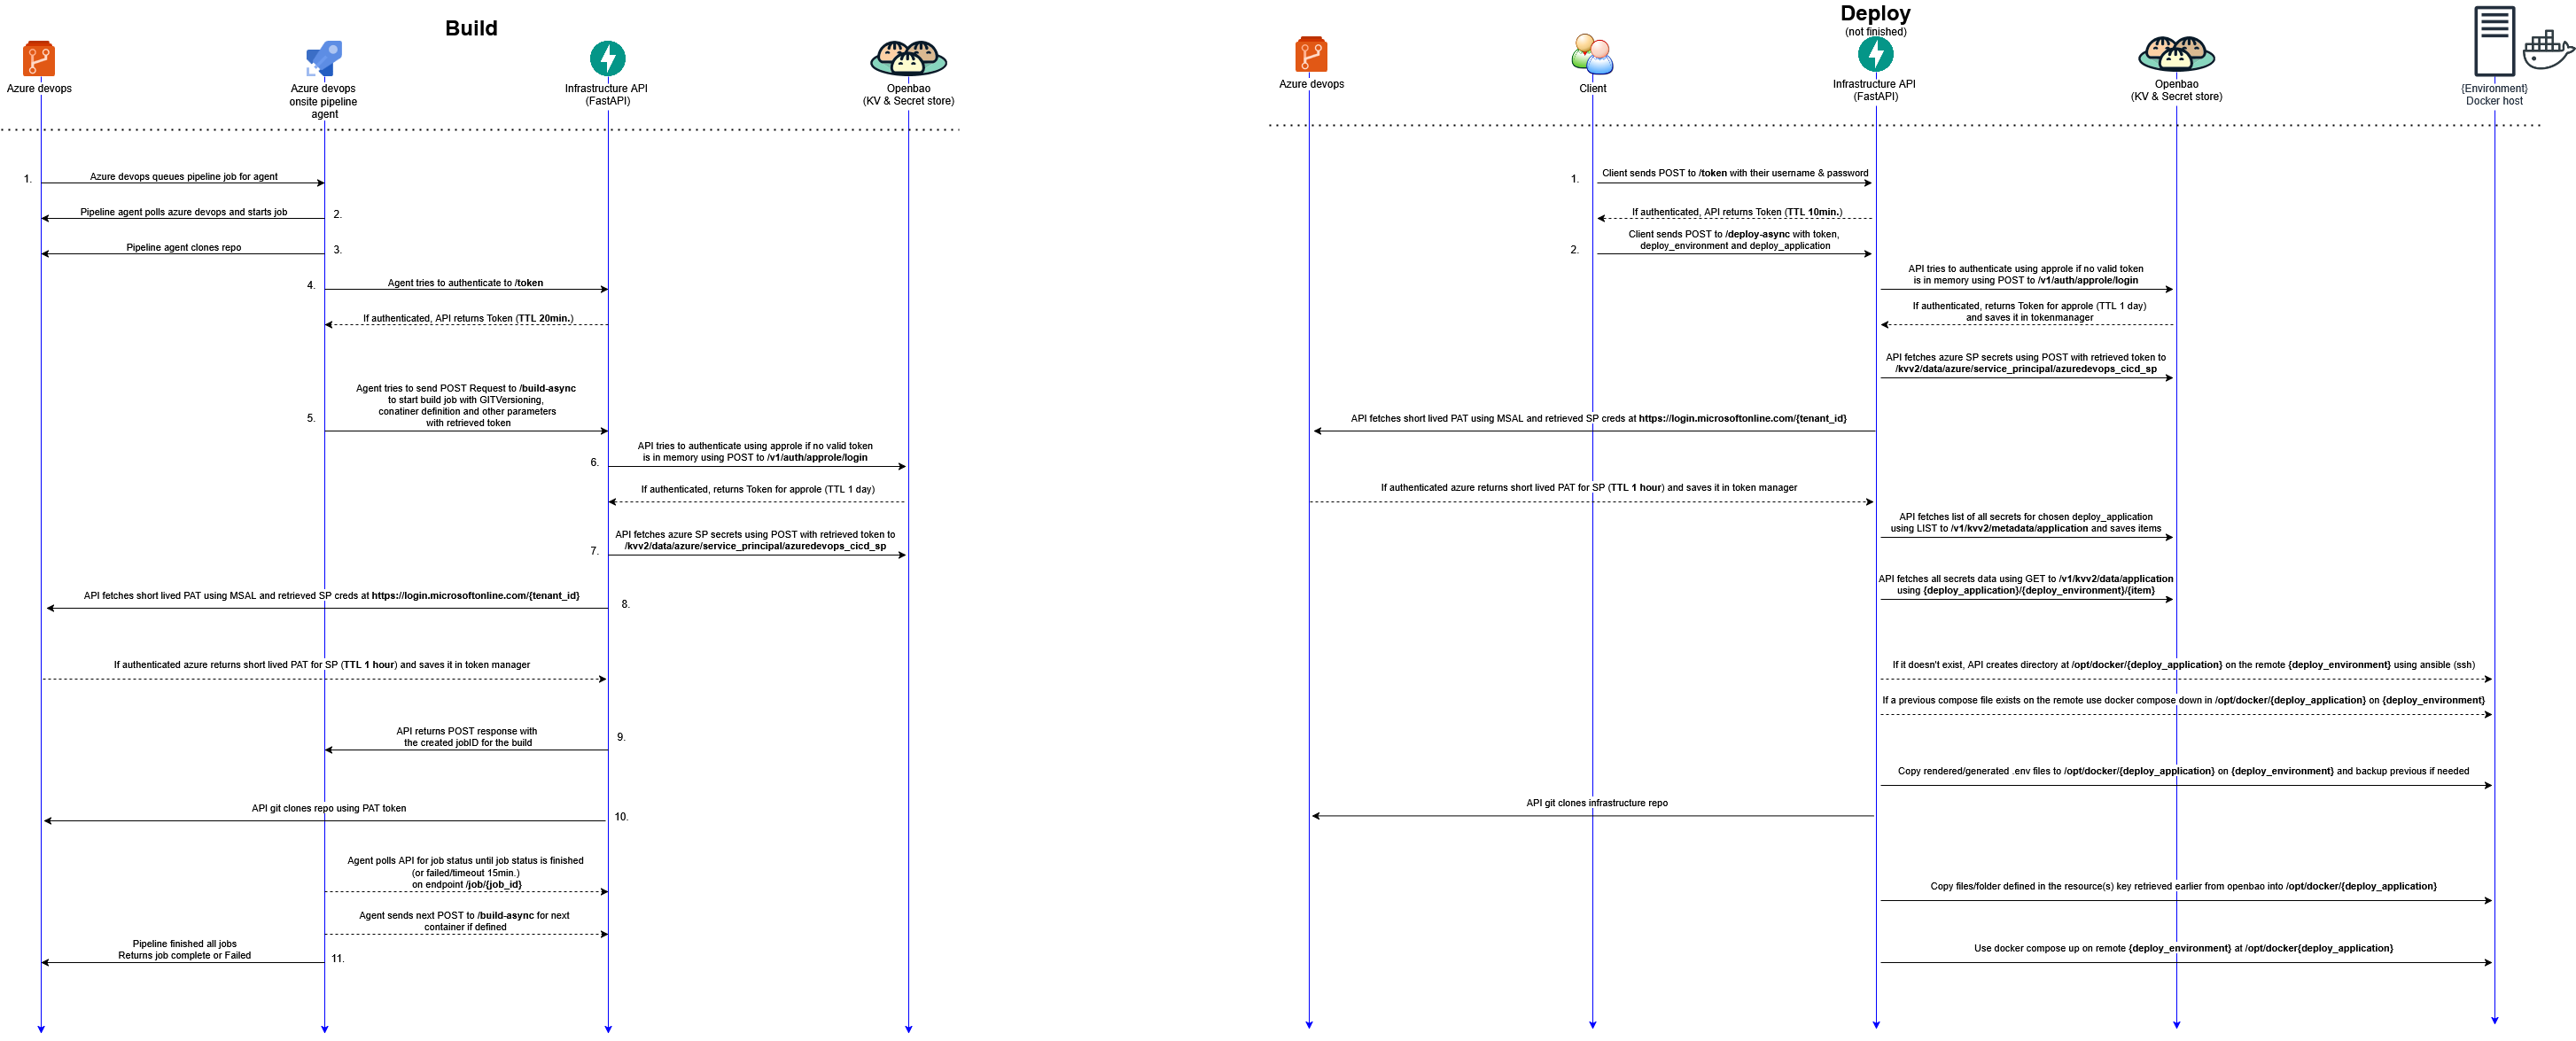 Build
Azure devops
Azure devops
onsite pipeline
agent
Infrastructure API
(FastAPI)
Openbao
(KV & Secret store)
1.
Azure devops queues pipeline job for agent
Pipeline agent polls azure devops and starts job
2.
Pipeline agent clones repo
3.
4.
Agent tries to authenticate to /token
If authenticated, API returns Token (TTL 20min.)
Agent tries to send POST Request to /build-async
to start build job with GITVersioning,
conatiner definition and other parameters
with retrieved token
5.
API tries to authenticate using approle if no valid token
is in memory using POST to /v1/auth/approle/login
6.
If authenticated, returns Token for approle (TTL 1 day)
API fetches azure SP secrets using POST with retrieved token to
/kvv2/data/azure/service_principal/azuredevops_cicd_sp
7.
API fetches short lived PAT using MSAL and retrieved SP creds at https://login.microsoftonline.com/{tenant_id}
8.
If authenticated azure returns short lived PAT for SP (TTL 1 hour) and saves it in token manager
API returns POST response with
the created jobID for the build
9.
API git clones repo using PAT token
10.
Agent polls API for job status until job status is finished
(or failed/timeout 15min.)
on endpoint /job/{job_id}
Agent sends next POST to /build-async for next
container if defined
Pipeline finished all jobs
Returns job complete or Failed
11.
Deploy
(not finished)
Azure devops
Client
Infrastructure API
(FastAPI)
Openbao
(KV & Secret store)
{Environment}
Docker host
1.
Client sends POST to /token with their username & password
If authenticated, API returns Token (TTL 10min.)
Client sends POST to /deploy-async with token,
deploy_environment and deploy_application
2.
API tries to authenticate using approle if no valid token
is in memory using POST to /v1/auth/approle/login
If authenticated, returns Token for approle (TTL 1 day)
and saves it in tokenmanager
API fetches azure SP secrets using POST with retrieved token to
/kvv2/data/azure/service_principal/azuredevops_cicd_sp
API fetches short lived PAT using MSAL and retrieved SP creds at https://login.microsoftonline.com/{tenant_id}
If authenticated azure returns short lived PAT for SP (TTL 1 hour) and saves it in token manager
API fetches list of all secrets for chosen deploy_application
using LIST to /v1/kvv2/metadata/application and saves items
API fetches all secrets data using GET to /v1/kvv2/data/application
using {deploy_application}/{deploy_environment}/{item}
If it doesn't exist, API creates directory at /opt/docker/{deploy_application} on the remote {deploy_environment} using ansible (ssh)
If a previous compose file exists on the remote use docker compose down in /opt/docker/{deploy_application} on {deploy_environment}
Copy rendered/generated .env files to /opt/docker/{deploy_application} on {deploy_environment} and backup previous if needed
API git clones infrastructure repo
Copy files/folder defined in the resource(s) key retrieved earlier from openbao into /opt/docker/{deploy_application}
Use docker compose up on remote {deploy_environment} at /opt/docker{deploy_application}